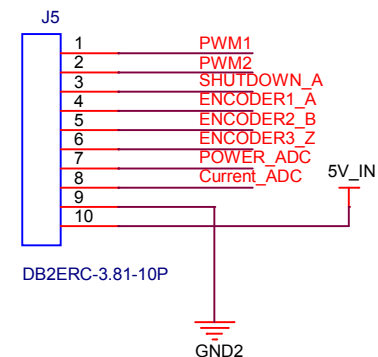 J5
1 PWM1
2 PWM2
3 SHUTDOWN_A
4 ENCODER1_A
5 ENCODER2_B
6 ENCODER3_Z
7 POWER_ADC
8 Current_ADC
5V_IN
9
10
DB2ERC-3.81-10P
GND2